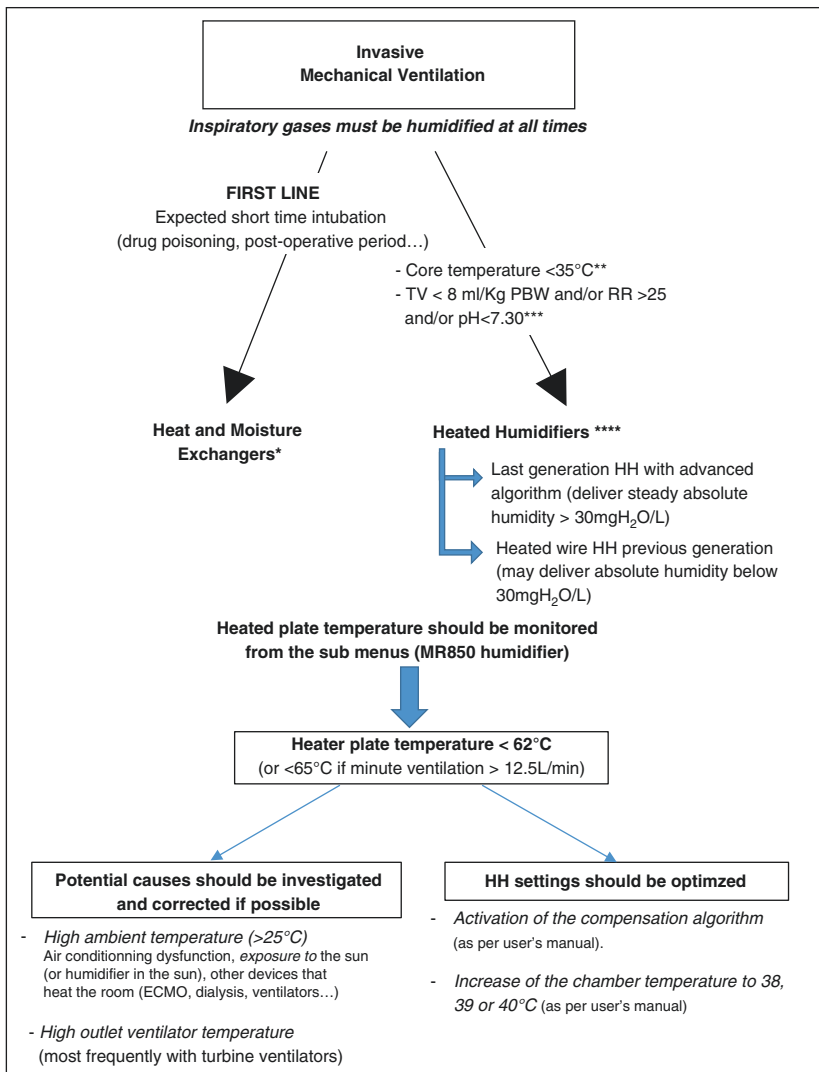 Invasive
Mechanical Ventilation
Inspiratory gases must be humidified at all times
FIRST LINE
Expected short time intubation
(drug poisoning, post-operative period…)
- Core temperature <35°C**
- TV < 8 ml/Kg PBW and/or RR >25
and/or pH<7.30***
Heat and Moisture
Exchangers*
Heated Humidifiers ****
Last generation HH with advanced
algorithm (deliver steady absolute
humidity > 30mgH₂O/L)
Heated wire HH previous generation
(may deliver absolute humidity below
30mgH₂O/L)
Heated plate temperature should be monitored
from the sub menus (MR850 humidifier)
Heater plate temperature < 62°C
(or <65°C if minute ventilation > 12.5L/min)
Potential causes should be investigated
and corrected if possible
- High ambient temperature (>25°C)
Air conditionning dysfunction, exposure to the sun
(or humidifier in the sun), other devices that
heat the room (ECMO, dialysis, ventilators…)
- High outlet ventilator temperature
(most frequently with turbine ventilators)
HH settings should be optimzed
- Activation of the compensation algorithm
(as per user's manual).
- Increase of the chamber temperature to 38,
39 or 40°C (as per user's manual)